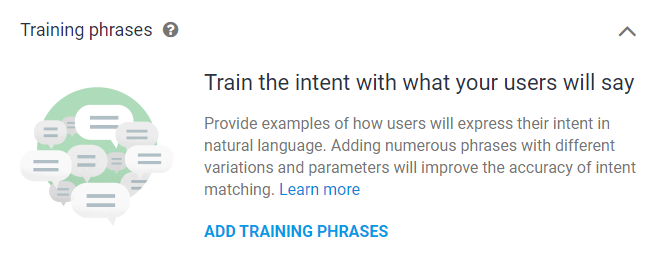 Training phrases ?
Train the intent with what your users will say
Provide examples of how users will express their intent in
natural language. Adding numerous phrases with different
variations and parameters will improve the accuracy of intent
matching. Learn more
ADD TRAINING PHRASES